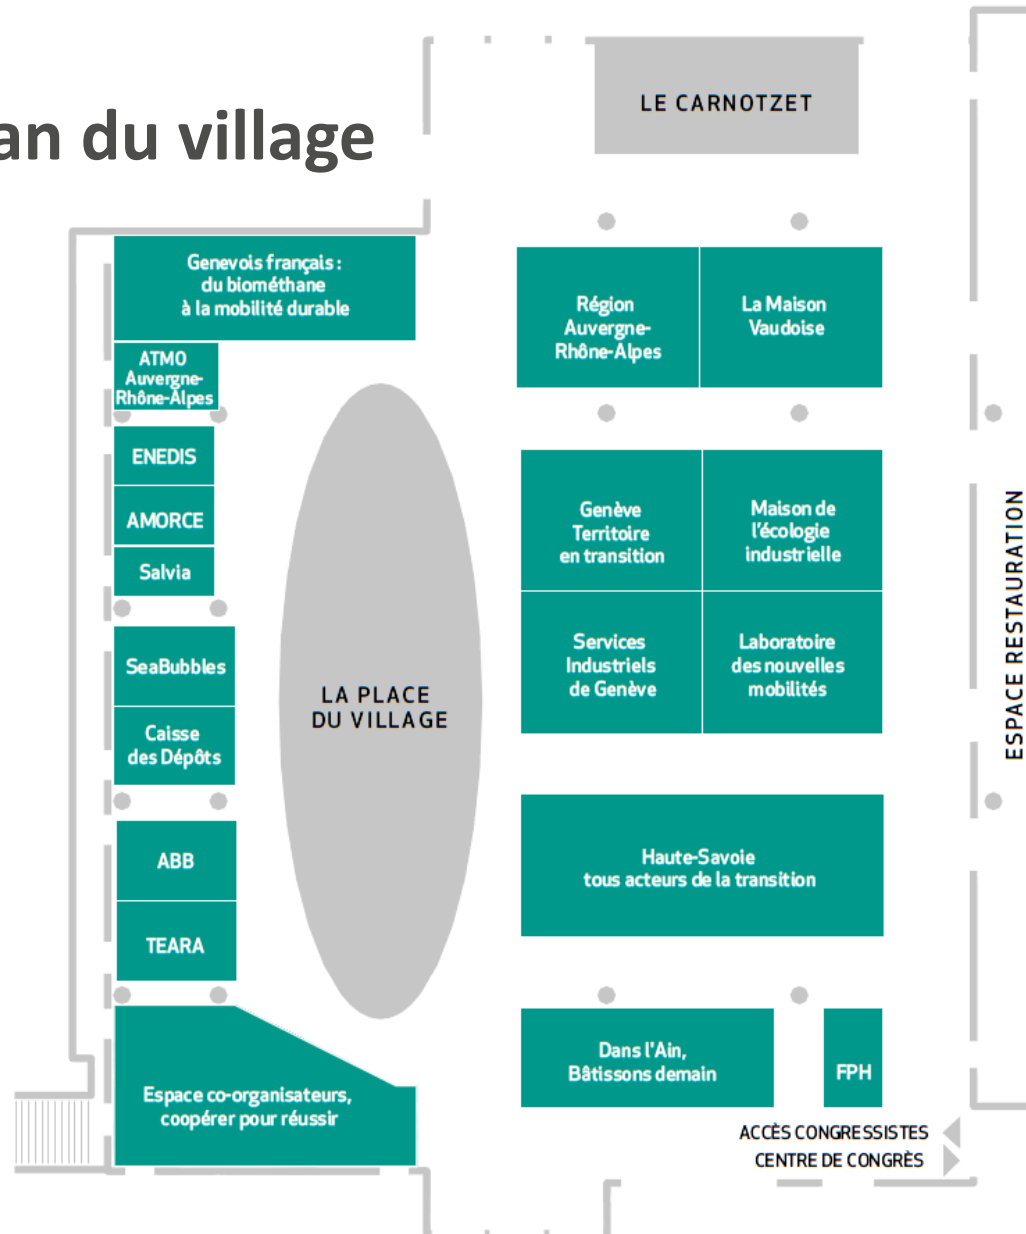 an du village
LE CARNOTZET
Genevois français :
du biométhane
à la mobilité durable
ATMO
Auvergne-
Rhône-Alpes
ENEDIS
AMORCE
Salvia
SeaBubbles
Caisse
des Dépôts
ABB
TEARA
Espace co-organisateurs,
coopérer pour réussir
LA PLACE
DU VILLAGE
Région
Auvergne-
Rhône-Alpes
La Maison
Vaudoise
Genève
Territoire
en transition
Maison de
l'écologie
industrielle
Services
Industriels
de Genève
Laboratoire
des nouvelles
mobilités
Haute-Savoie
tous acteurs de la transition
Dans l'Ain,
Bâtissons demain
FPH
ACCÈS CONGRESSISTES
CENTRE DE CONGRÈS
ESPACE RESTAURATION